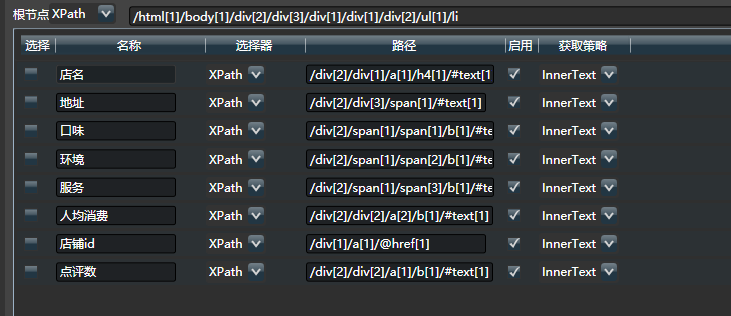 根节点 XPath /html[1]/body[1]/div[2]/div[3]/div[1]/div[1]/div[2]/ul[1]/li
选择 名称 选择器 路径 启用 获取策略
店名 XPath /div[2]/div[1]/a[1]/h4[1]/#text[1 InnerText
地址 XPath /div[2]/div[3]/span[1]/#text[1] InnerText
口味 XPath /div[2]/span[1]/span[1]/b[1]/#te InnerText
环境 XPath /div[2]/span[1]/span[2]/b[1]/#te InnerText
服务 XPath /div[2]/span[1]/span[3]/b[1]/#te InnerText
人均消费 XPath /div[2]/div[2]/a[2]/b[1]/#text[1] InnerText
店铺id XPath /div[1]/a[1]/@href[1] InnerText
点评数 XPath /div[2]/div[2]/a[1]/b[1]/#text[1] InnerText